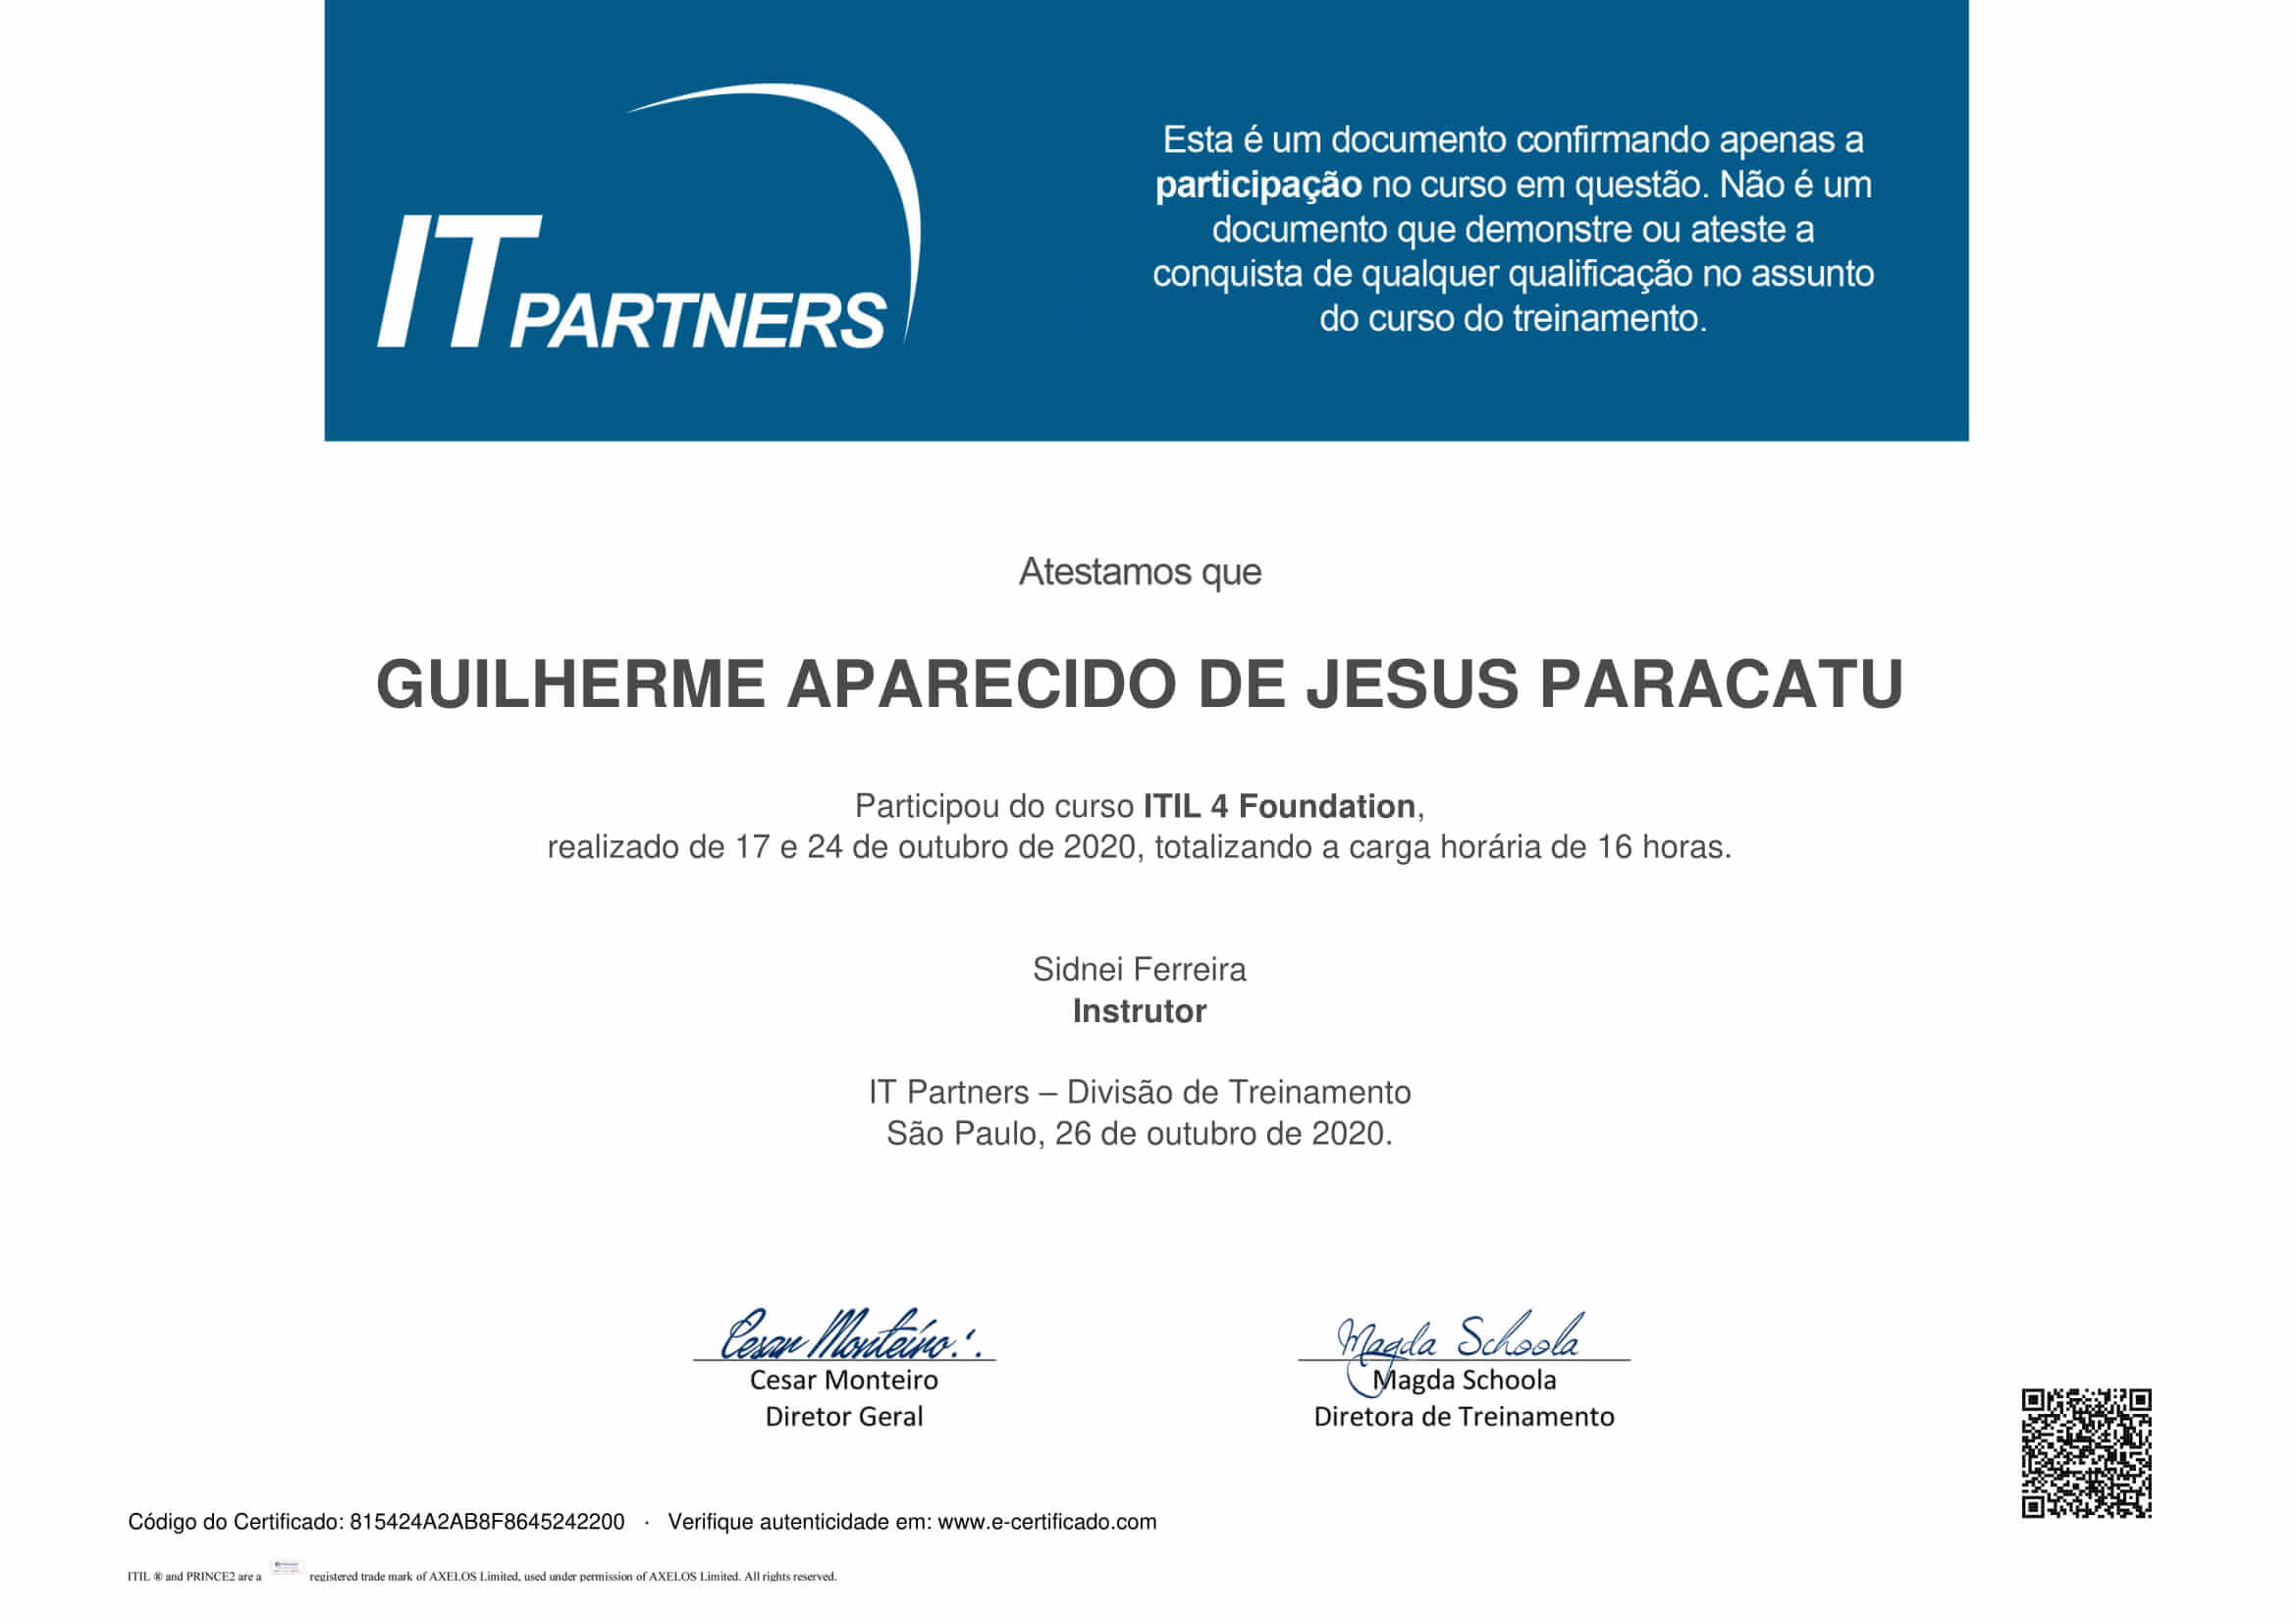 IT PARTNERS
Esta é um documento confirmando apenas a
participação no curso em questão. Não é um
documento que demonstre ou ateste a
conquista de qualquer qualificação no assunto
do curso do treinamento.
Atestamos que
GUILHERME APARECIDO DE JESUS PARACATU
Participou do curso ITIL 4 Foundation,
realizado de 17 e 24 de outubro de 2020, totalizando a carga horária de 16 horas.
Sidnei Ferreira
Instrutor
IT Partners – Divisão de Treinamento
São Paulo, 26 de outubro de 2020.
Cesar Monteiro Magda Schoola
Cesar Monteiro Magda Schoola
Diretor Geral Diretora de Treinamento
Código do Certificado: 815424A2AB8F8645242200 · Verifique autenticidade em: www.e-certificado.com
ITIL ® and PRINCE2 are a registered trade mark of AXELOS Limited, used under permission of AXELOS Limited. All rights reserved.